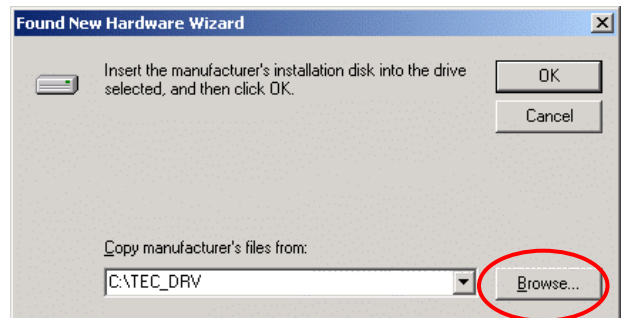 Found New Hardware Wizard
Insert the manufacturer's installation disk into the drive
selected, and then click OK.
OK
Cancel
Copy manufacturer's files from:
C:\TEC_DRV
Browse...